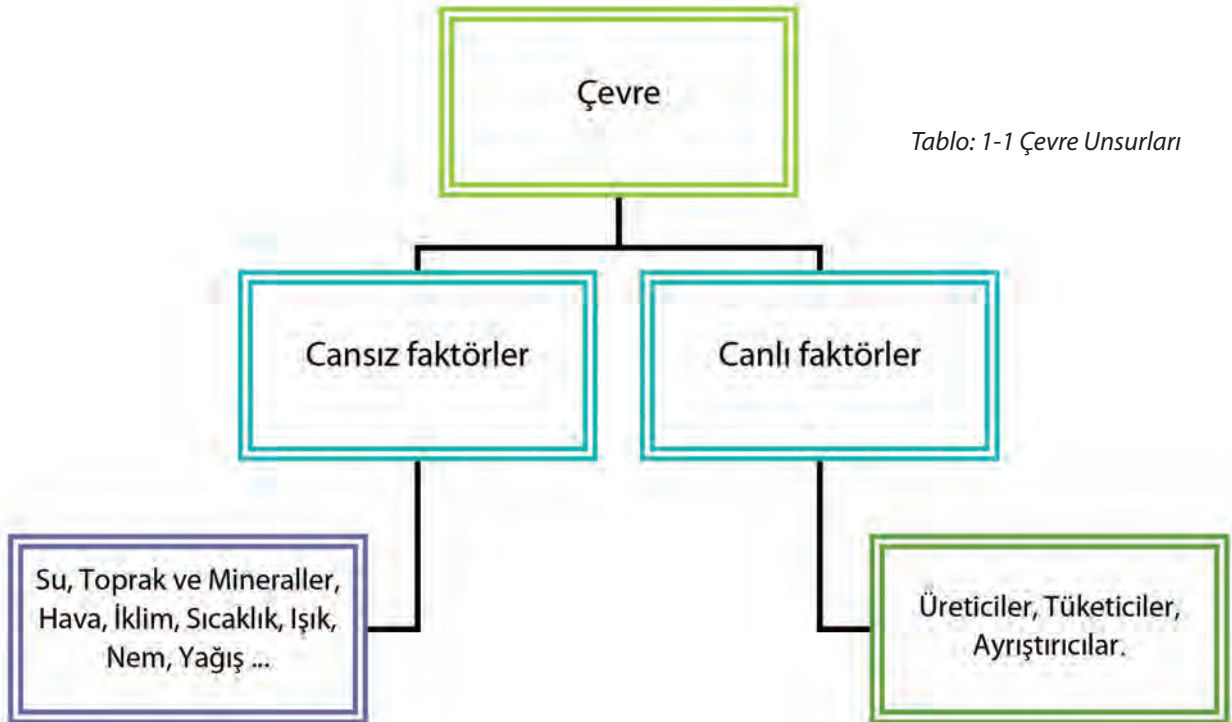 Çevre
Tablo: 1-1 Çevre Unsurları
Cansız faktörler
Canlı faktörler
Su, Toprak ve Mineraller,
Hava, İklim, Sıcaklık, Işık,
Nem, Yağış ...
Üreticiler, Tüketiciler,
Ayrıştırıcılar.